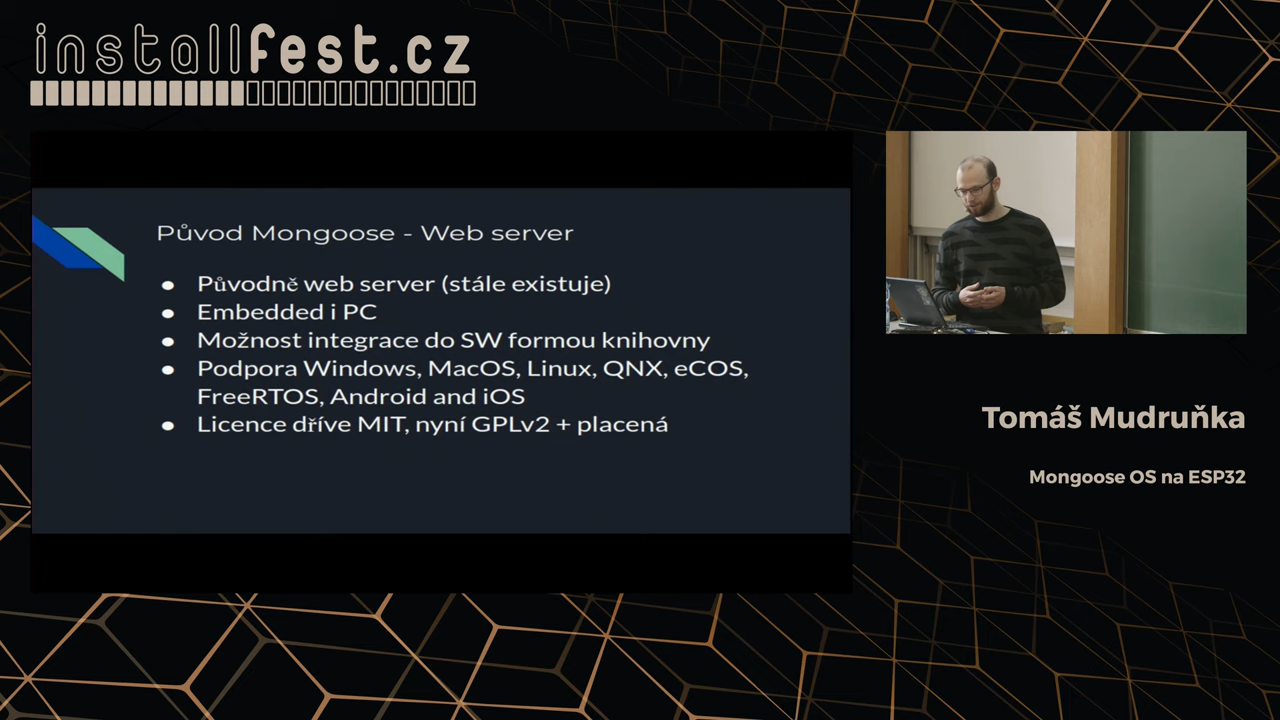 installfest.cz
Původ Mongoose - Web server
● Původně web server (stále existuje)
● Embedded i PC
● Možnost integrace do SW formou knihovny
● Podpora Windows, MacOS, Linux, QNX, eCOS,
FreeRTOS, Android and iOS
● Licence dříve MIT, nyní GPLv2 + placená
Tomáš Mudruňka
Mongoose OS na ESP32